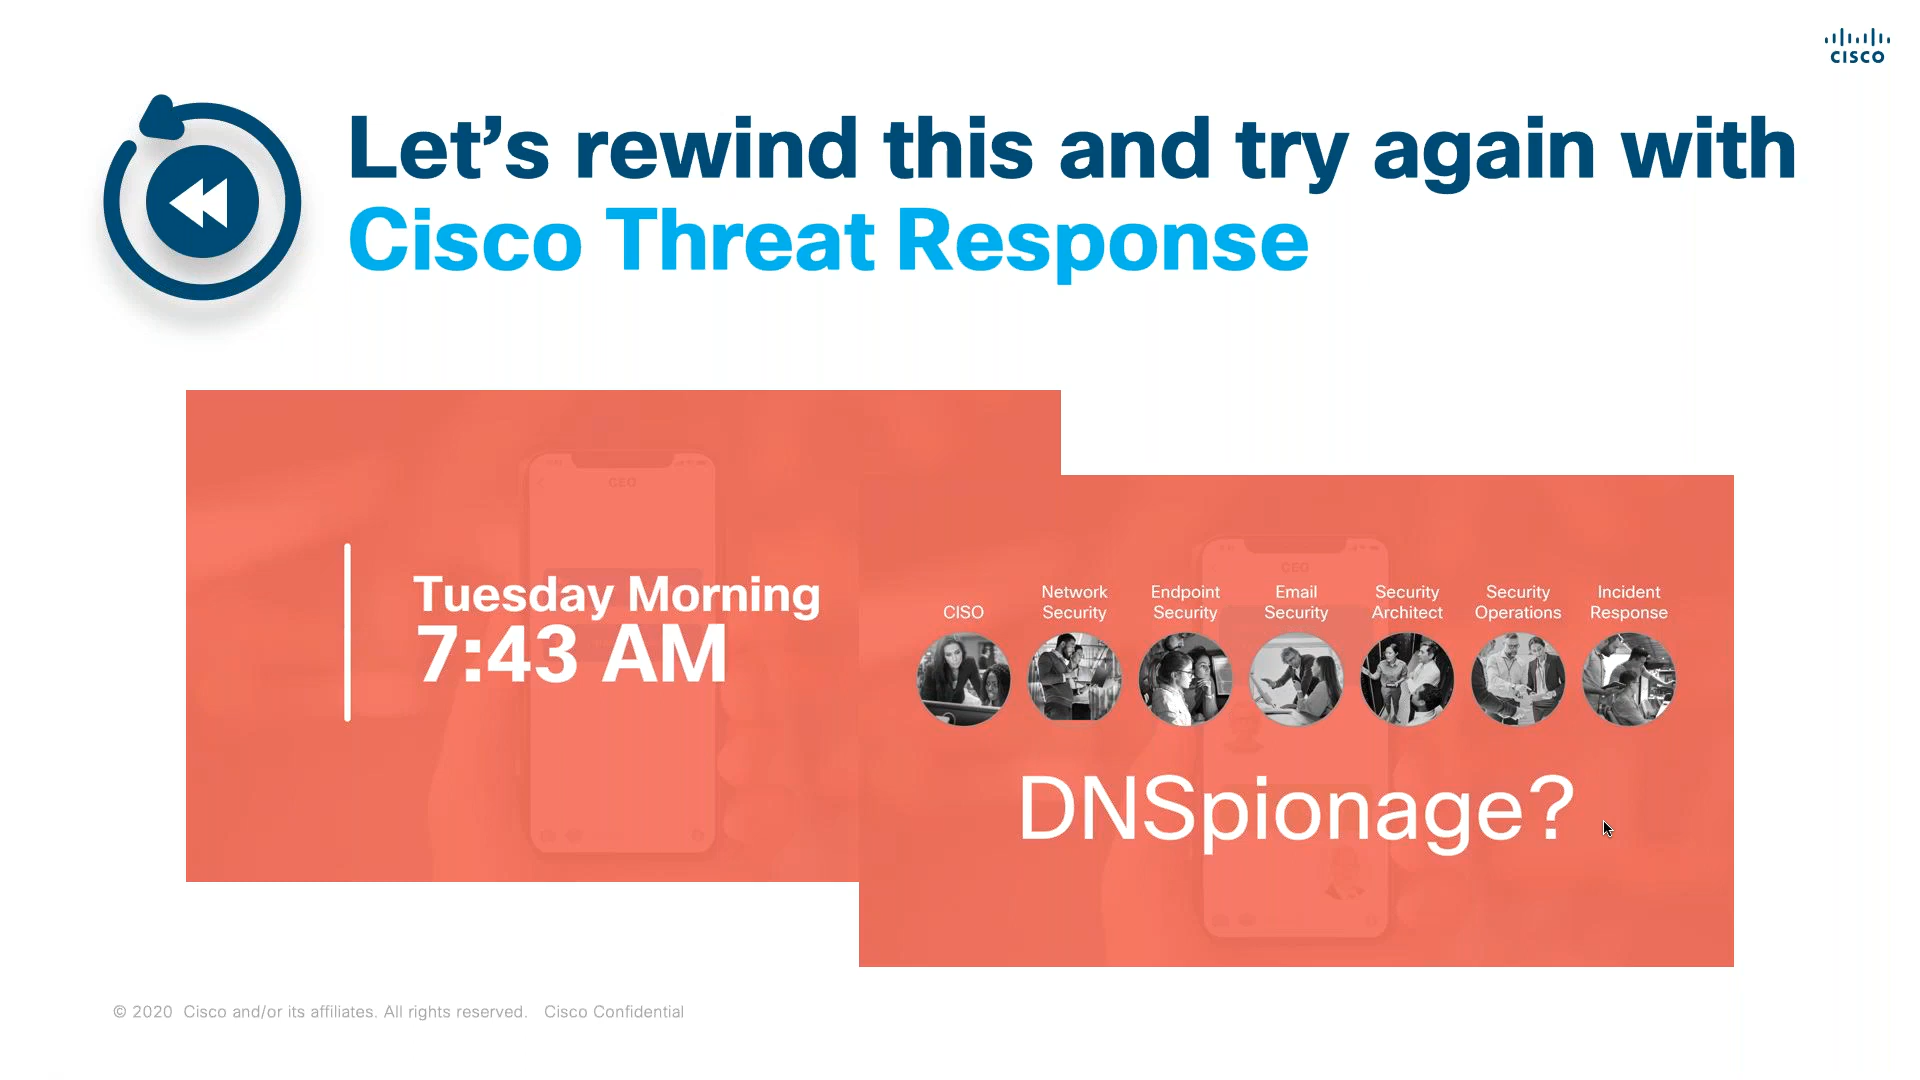 CISCO
Let’s rewind this and try again with
Cisco Threat Response
CEO
Tuesday Morning
7:43 AM
CEO
CISO
Network
Security
Endpoint
Security
Email
Security
Security
Architect
Security
Operations
Incident
Response
DNSpionage?
© 2020 Cisco and/or its affiliates. All rights reserved. Cisco Confidential